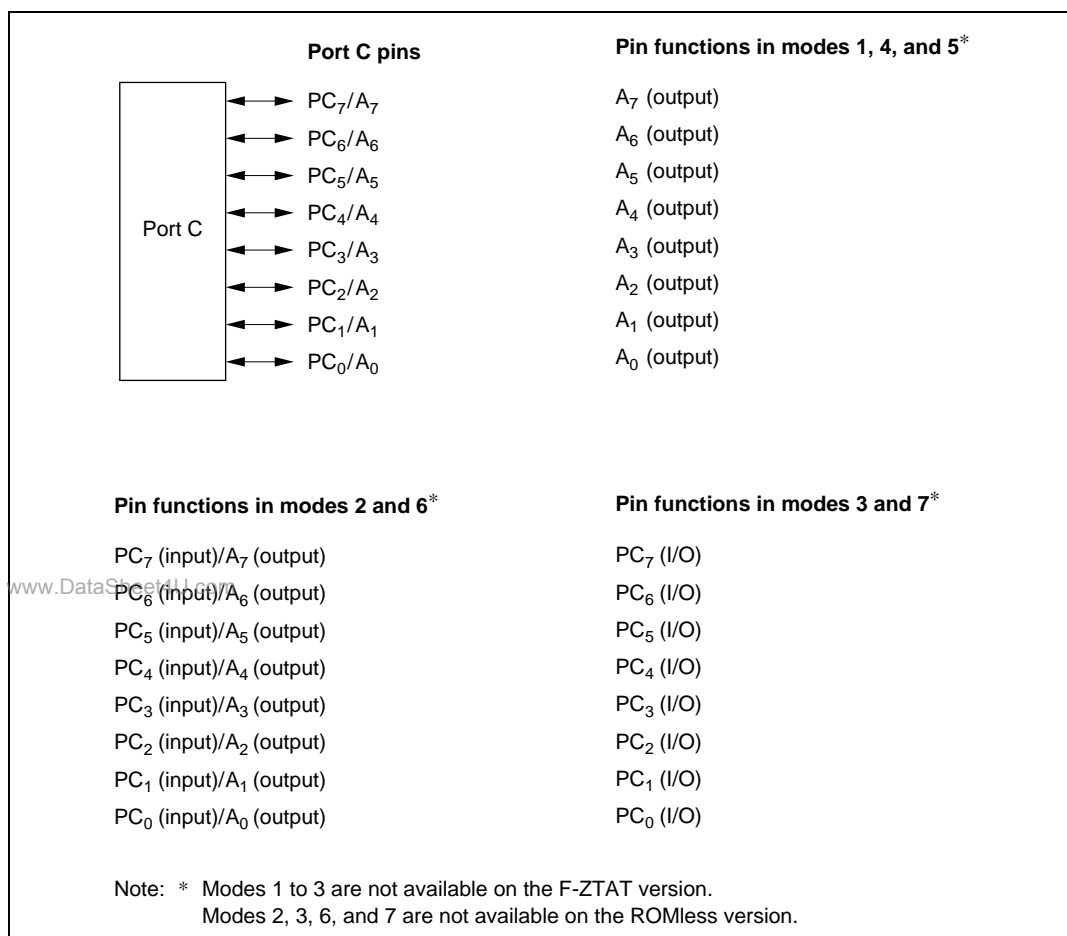 Port C pins
Pin functions in modes 1, 4, and 5*
Port C
PC7/A7
A7 (output)
PC6/A6
A6 (output)
PC5/A5
A5 (output)
PC4/A4
A4 (output)
PC3/A3
A3 (output)
PC2/A2
A2 (output)
PC1/A1
A1 (output)
PC0/A0
A0 (output)
Pin functions in modes 2 and 6*
Pin functions in modes 3 and 7*
PC7 (input)/A7 (output)
PC7 (I/O)
www.DataSheet4U.com
PC6 (input)/A6 (output)
PC6 (I/O)
PC5 (input)/A5 (output)
PC5 (I/O)
PC4 (input)/A4 (output)
PC4 (I/O)
PC3 (input)/A3 (output)
PC3 (I/O)
PC2 (input)/A2 (output)
PC2 (I/O)
PC1 (input)/A1 (output)
PC1 (I/O)
PC0 (input)/A0 (output)
PC0 (I/O)
Note: * Modes 1 to 3 are not available on the F-ZTAT version.
Modes 2, 3, 6, and 7 are not available on the ROMless version.